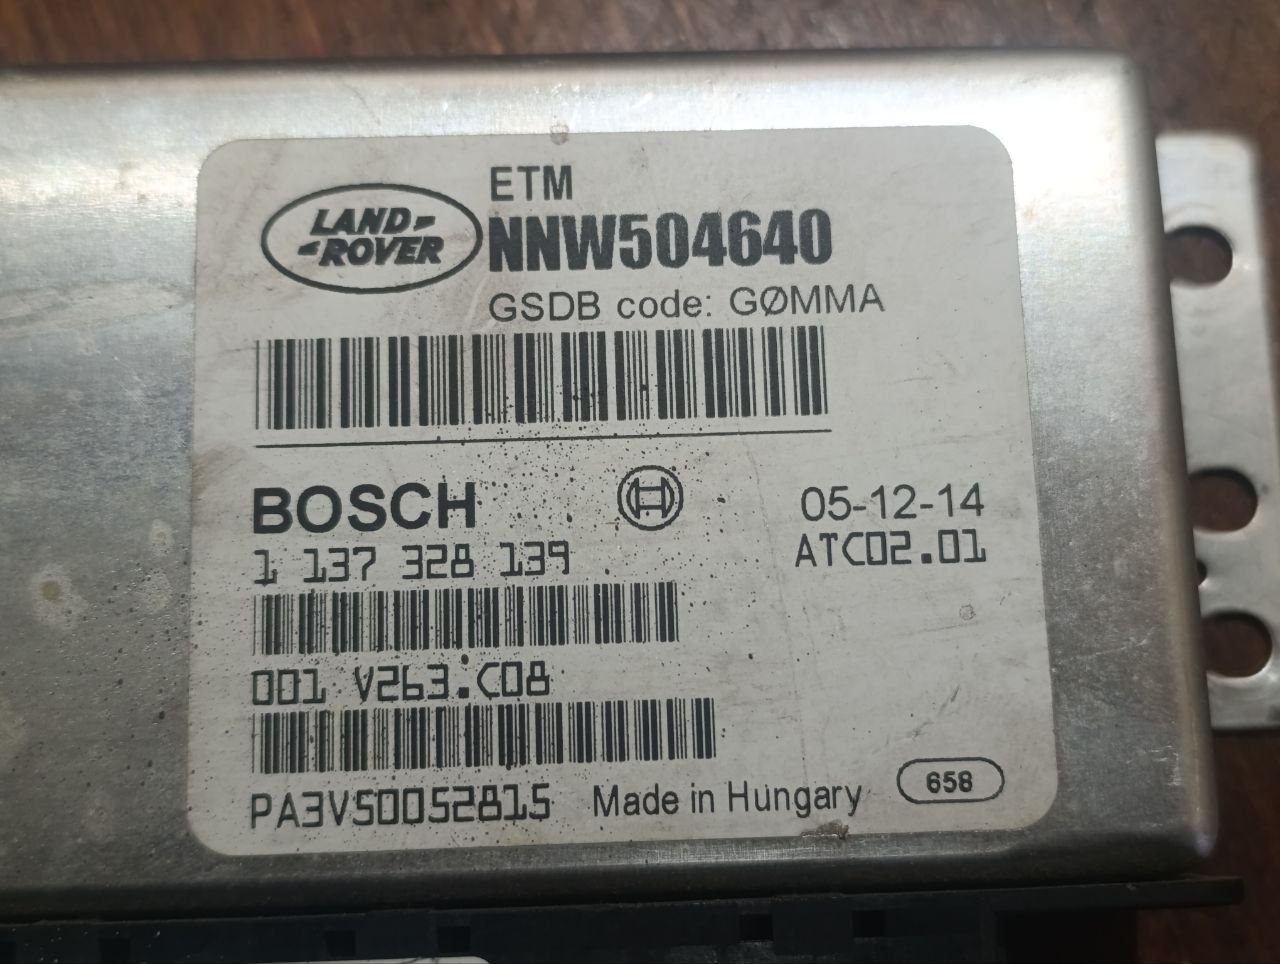 LAND
ROVER
ETM
NNW504640
GSDB code: GØMMA
BOSCH
05-12-14
1 137 328 139
ATC02.01
001 V263.C08
PA3VS0052815
Made in Hungary
658